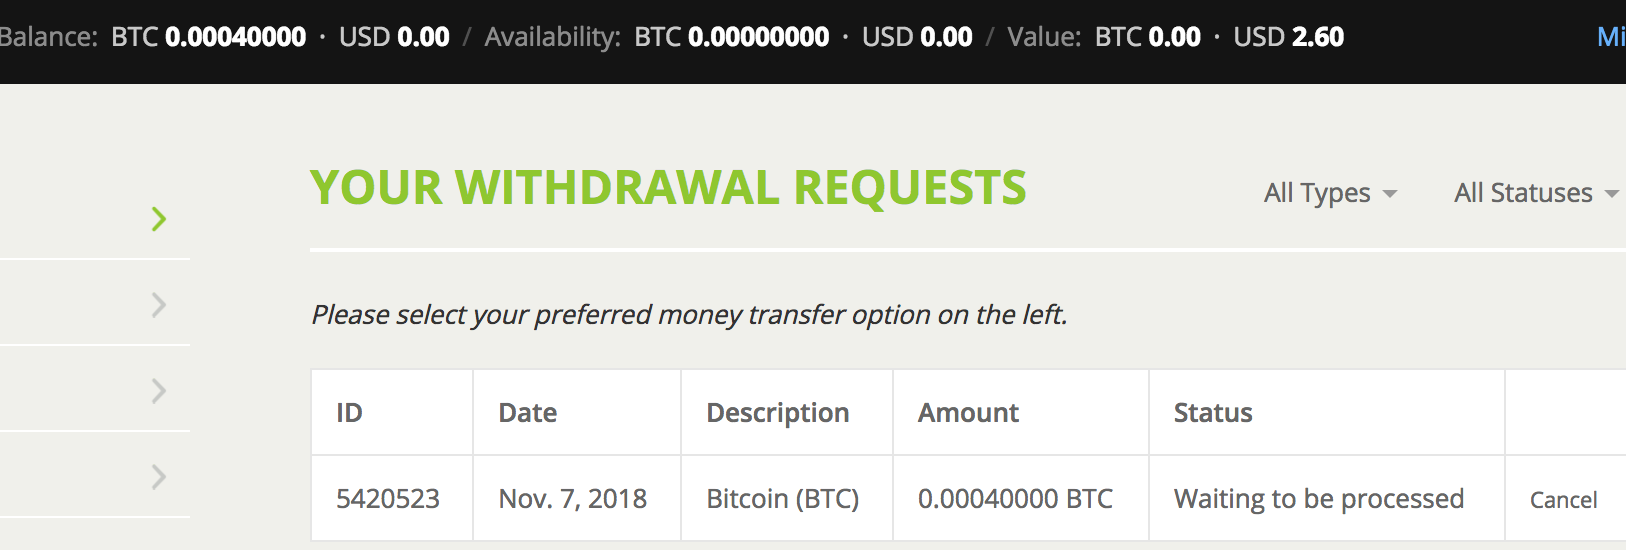 Balance: BTC 0.00040000 · USD 0.00 / Availability: BTC 0.00000000 · USD 0.00 / Value: BTC 0.00 · USD 2.60
YOUR WITHDRAWAL REQUESTS
All Types
All Statuses
Please select your preferred money transfer option on the left.
ID Date Description Amount Status
5420523 Nov. 7, 2018 Bitcoin (BTC) 0.00040000 BTC Waiting to be processed Cancel